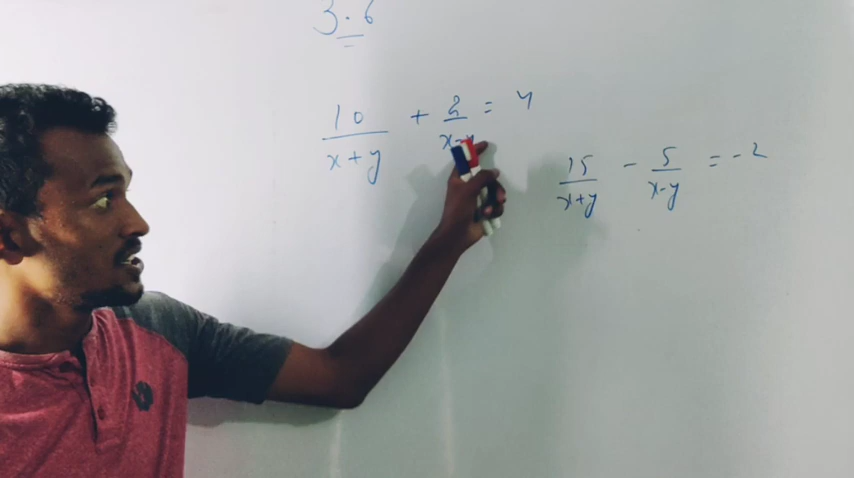 3.6
10/(x+y) + 2/(x-y) = 4
15/(x+y) - 5/(x-y) = -2